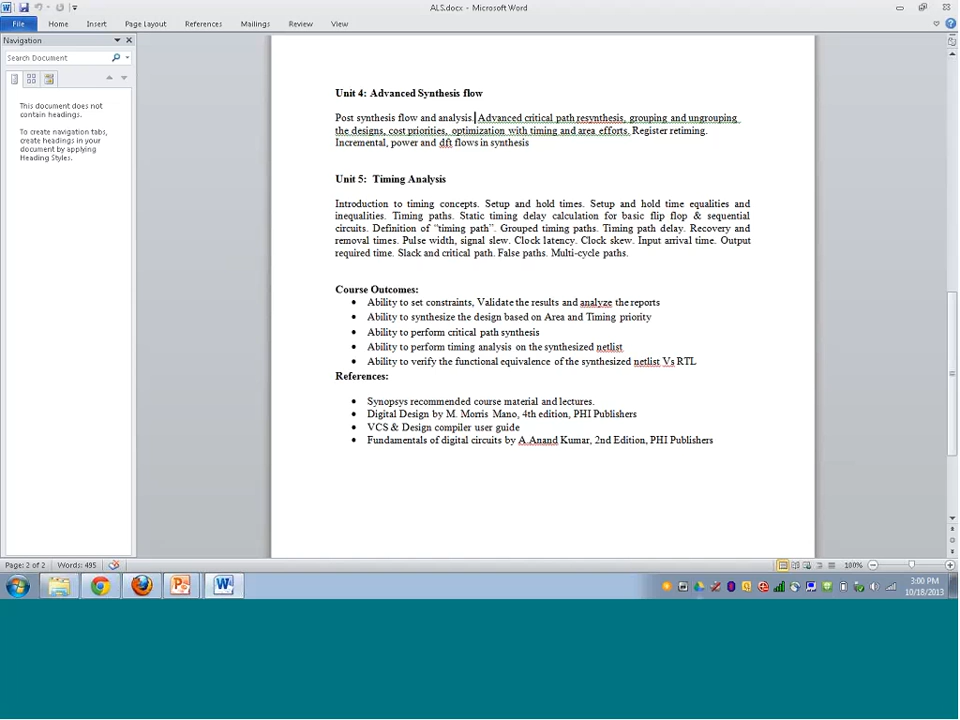 ALS.docx - Microsoft Word
File Home Insert Page Layout References Mailings Review View
Navigation
Search Document
This document does not
contain headings.
To create navigation tabs,
create headings in your
document by applying
Heading Styles.
Unit 4: Advanced Synthesis flow
Post synthesis flow and analysis. Advanced critical path resynthesis, grouping and ungrouping
the designs, cost priorities, optimization with timing and area efforts. Register retiming.
Incremental, power and dft flows in synthesis
Unit 5: Timing Analysis
Introduction to timing concepts. Setup and hold times. Setup and hold time equalities and
inequalities. Timing paths. Static timing delay calculation for basic flip flop & sequential
circuits. Definition of “timing path”. Grouped timing paths. Timing path delay. Recovery and
removal times. Pulse width, signal slew. Clock latency. Clock skew. Input arrival time. Output
required time. Slack and critical path. False paths. Multi-cycle paths.
Course Outcomes:
• Ability to set constraints, Validate the results and analyze the reports
• Ability to synthesize the design based on Area and Timing priority
• Ability to perform critical path synthesis
• Ability to perform timing analysis on the synthesized netlist
• Ability to verify the functional equivalence of the synthesized netlist Vs RTL
References:
• Synopsys recommended course material and lectures.
• Digital Design by M. Morris Mano, 4th edition, PHI Publishers
• VCS & Design compiler user guide
• Fundamentals of digital circuits by A.Anand Kumar, 2nd Edition, PHI Publishers
Page: 2 of 2 Words: 495 100%
3:00 PM
10/18/2013